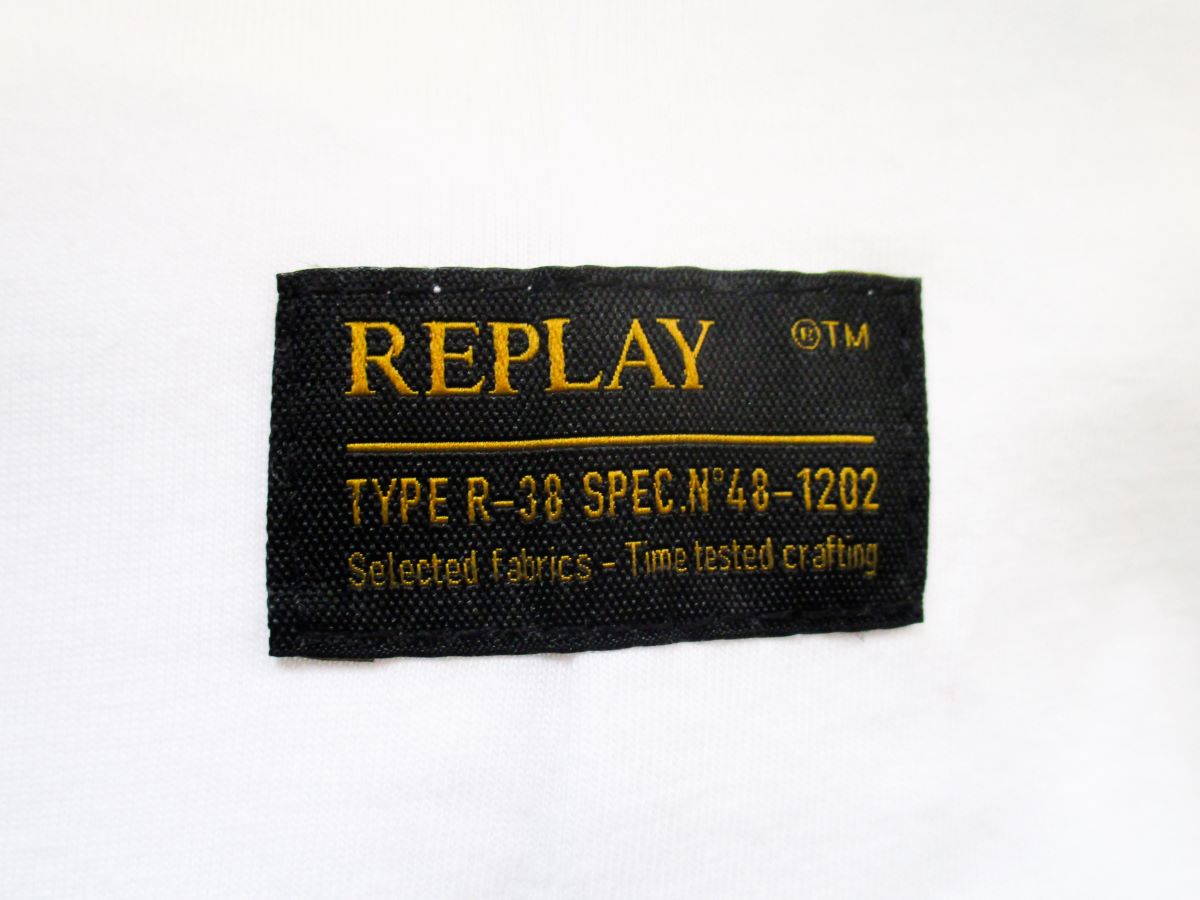 REPLAY ®TM
TYPE R-38 SPEC.N°48-1202
Selected fabrics - Time tested crafting